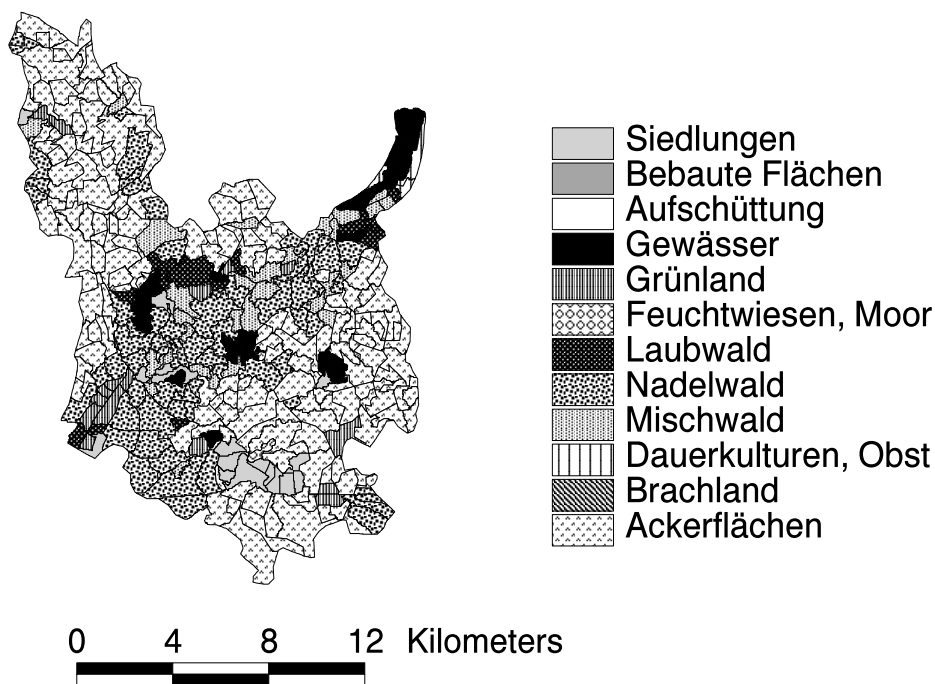 Siedlungen
Bebaute Flächen
Aufschüttung
Gewässer
Grünland
Feuchtwiesen, Moor
Laubwald
Nadelwald
Mischwald
Dauerkulturen, Obst
Brachland
Ackerflächen
0 4 8 12 Kilometers